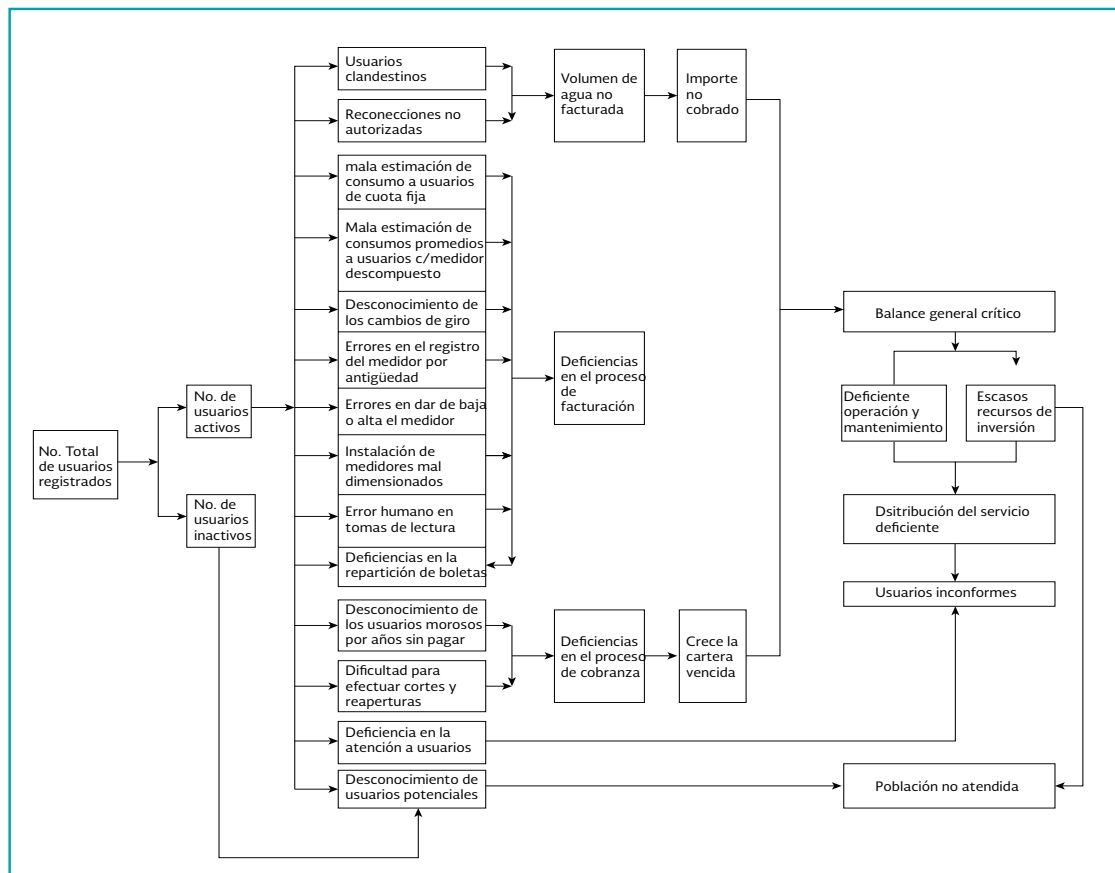 Usuarios
clandestinos
Reconecciones no
autorizadas
mala estimación de
consumo a usuarios
de cuota fija
Mala estimación de
consumos promedios
a usuarios c/medidor
descompuesto
Desconocimiento de
los cambios de giro
Errores en el registro
del medidor por
antigüedad
Errores en dar de baja
o alta el medidor
Instalación de
medidores mal
dimensionados
Error humano en
tomas de lectura
Deficiencias en la
repartición de boletas
Desconocimiento de
los usuarios morosos
por años sin pagar
Dificultad para
efectuar cortes y
reaperturas
Deficiencia en la
atención a usuarios
Desconocimiento de
usuarios potenciales
No. Total
de usuarios
registrados
No. de
usuarios
activos
No. de
usuarios
inactivos
Volumen de
agua no
facturada
Importe
no
cobrado
Deficiencias
en el proceso
de
facturación
Deficiencias
en el proceso
de cobranza
Crece la
cartera
vencida
Balance general crítico
Deficiente
operación y
mantenimiento
Escasos
recursos de
inversión
Dsitribución del servicio
deficiente
Usuarios inconformes
Población no atendida